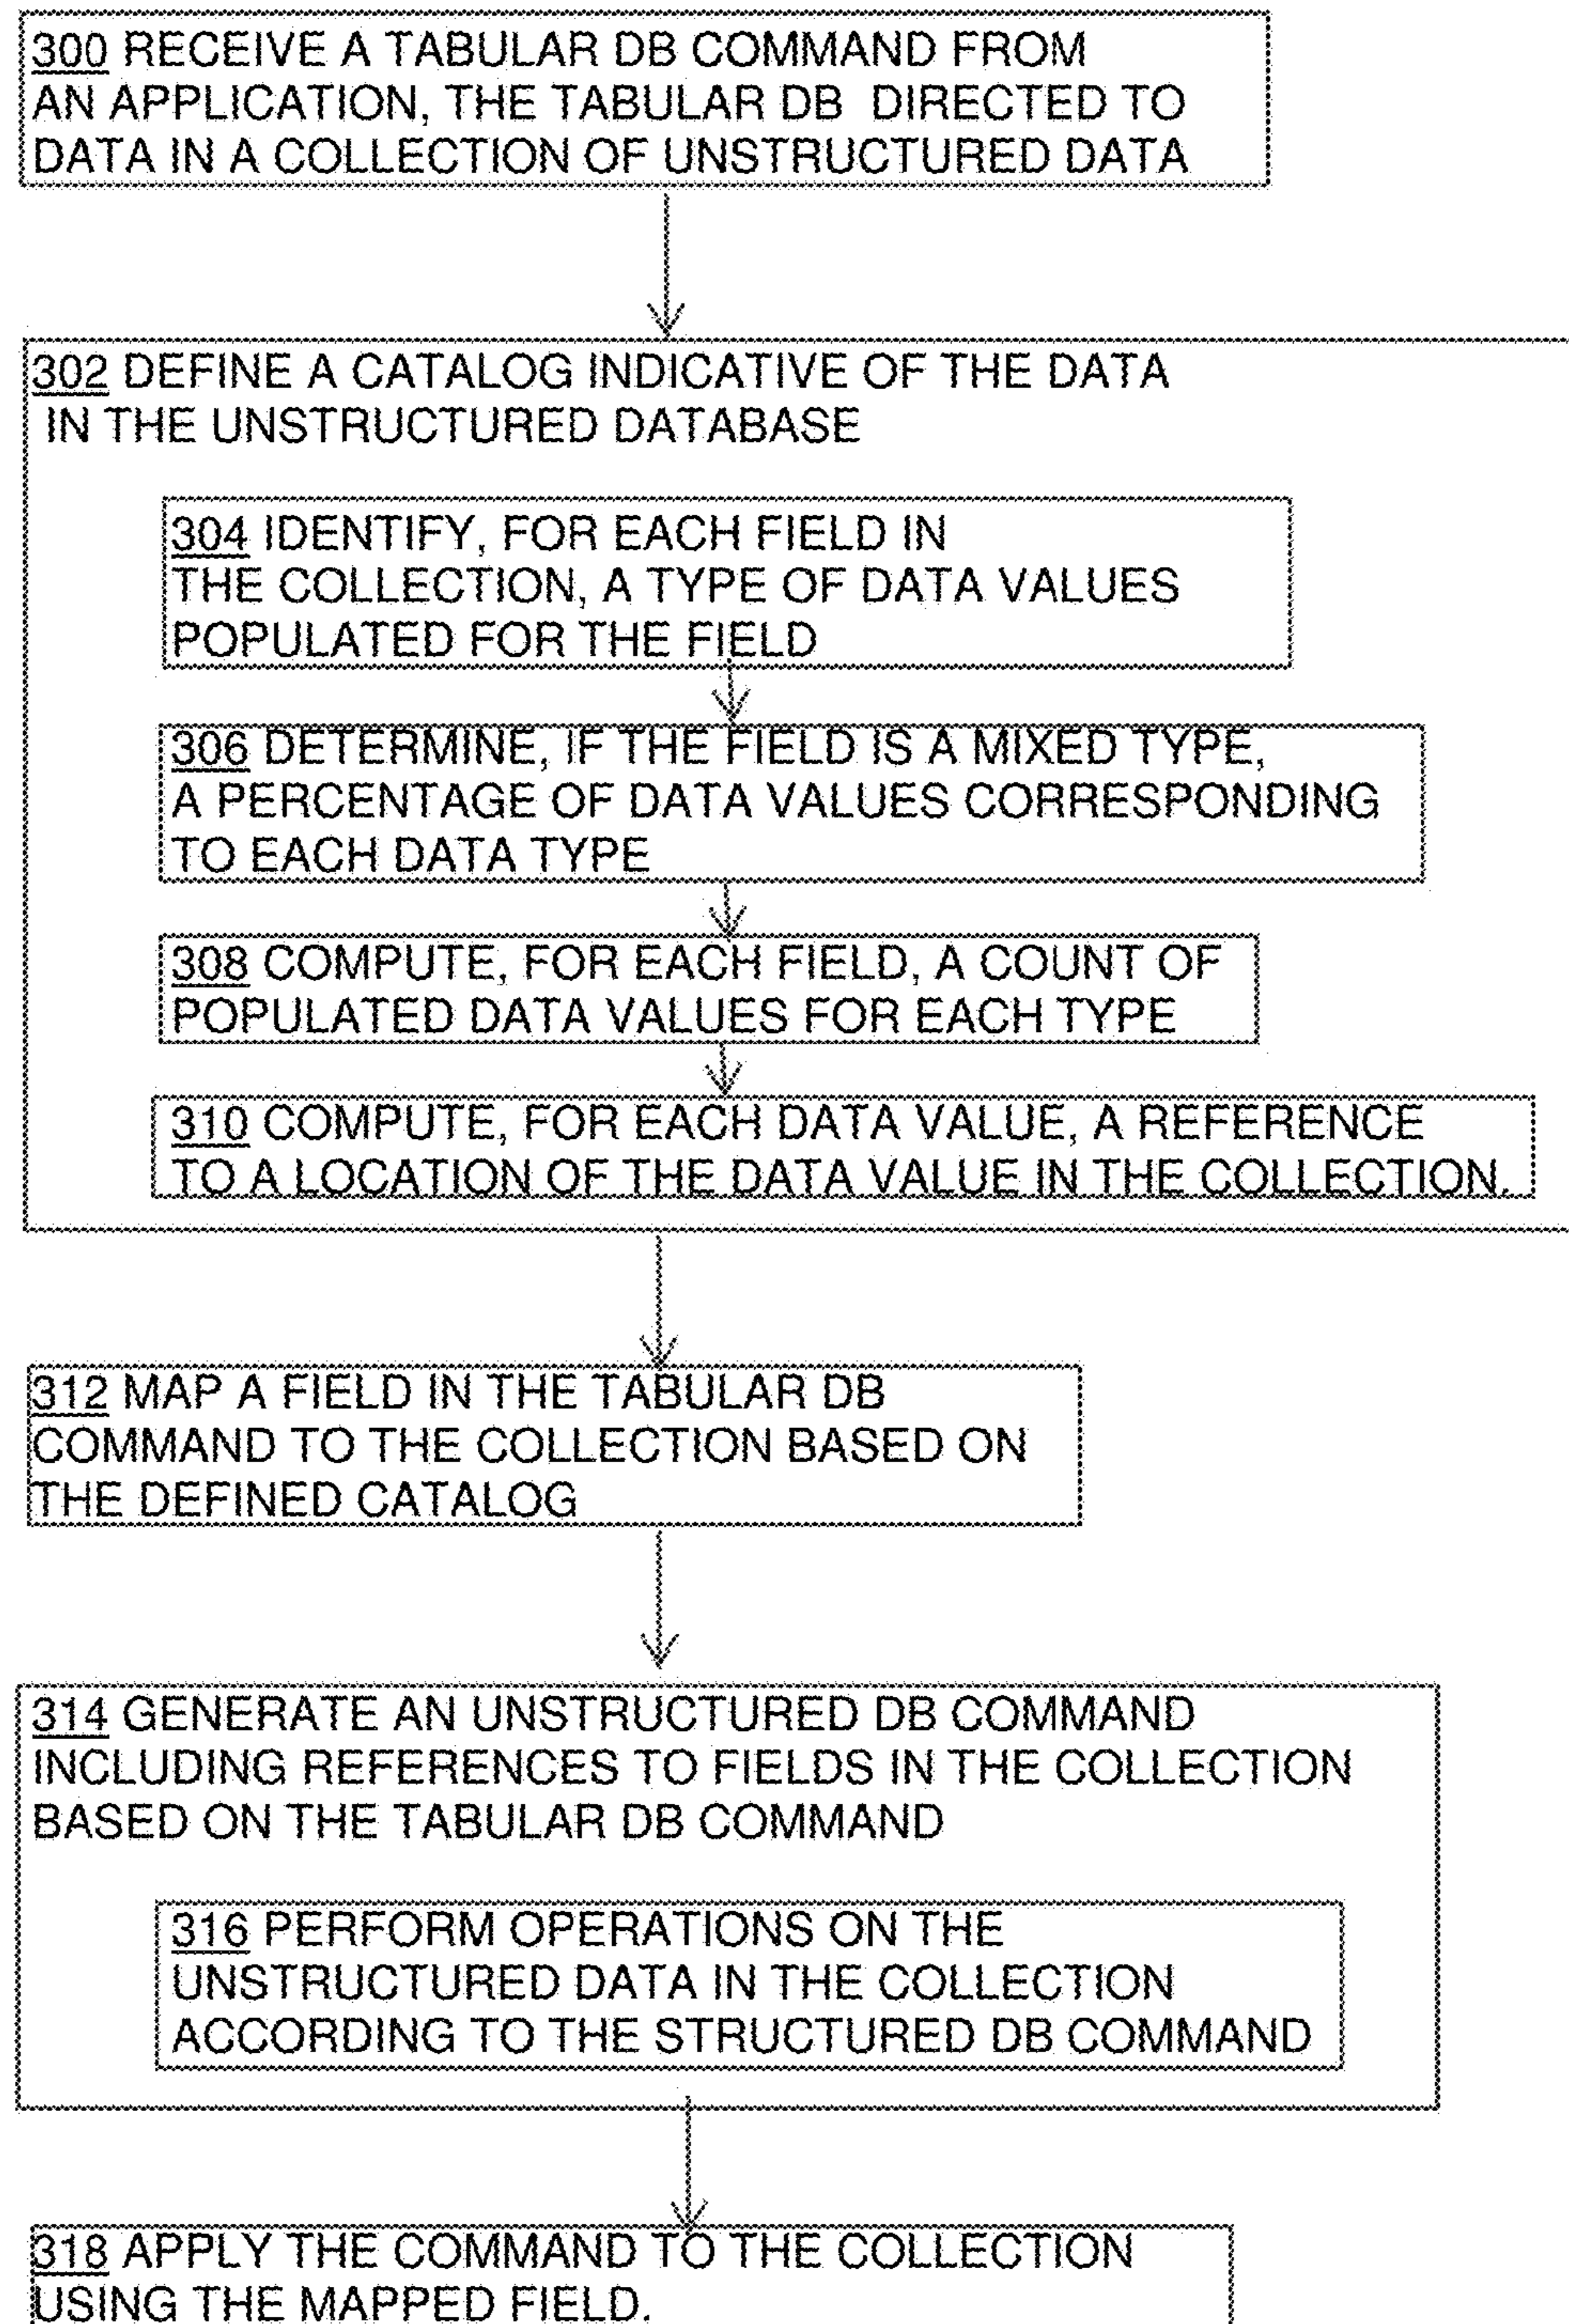 300 RECEIVE A TABULAR DB COMMAND FROM
AN APPLICATION, THE TABULAR DB DIRECTED TO
DATA IN A COLLECTION OF UNSTRUCTURED DATA
302 DEFINE A CATALOG INDICATIVE OF THE DATA
IN THE UNSTRUCTURED DATABASE
304 IDENTIFY, FOR EACH FIELD IN
THE COLLECTION, A TYPE OF DATA VALUES
POPULATED FOR THE FIELD
306 DETERMINE, IF THE FIELD IS A MIXED TYPE,
A PERCENTAGE OF DATA VALUES CORRESPONDING
TO EACH DATA TYPE
308 COMPUTE, FOR EACH FIELD, A COUNT OF
POPULATED DATA VALUES FOR EACH TYPE
310 COMPUTE, FOR EACH DATA VALUE, A REFERENCE
TO A LOCATION OF THE DATA VALUE IN THE COLLECTION.
312 MAP A FIELD IN THE TABULAR DB
COMMAND TO THE COLLECTION BASED ON
THE DEFINED CATALOG
314 GENERATE AN UNSTRUCTURED DB COMMAND
INCLUDING REFERENCES TO FIELDS IN THE COLLECTION
BASED ON THE TABULAR DB COMMAND
316 PERFORM OPERATIONS ON THE
UNSTRUCTURED DATA IN THE COLLECTION
ACCORDING TO THE STRUCTURED DB COMMAND
318 APPLY THE COMMAND TO THE COLLECTION
USING THE MAPPED FIELD.